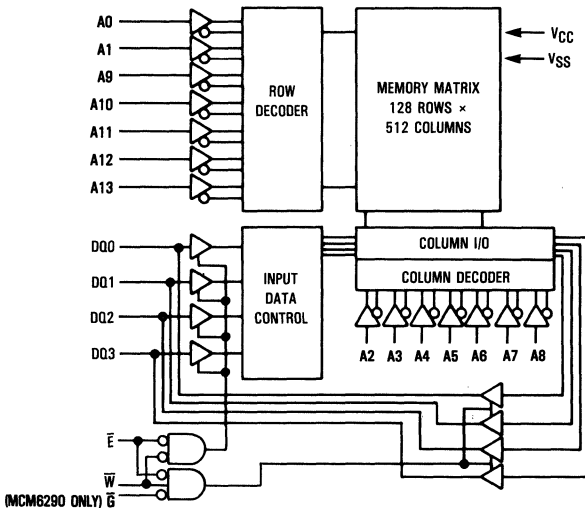 A0
A1
A9
A10
A11
A12
A13
ROW
DECODER
MEMORY MATRIX
128 ROWS ×
512 COLUMNS
VCC
VSS
DQ0
DQ1
DQ2
DQ3
INPUT
DATA
CONTROL
COLUMN I/O
COLUMN DECODER
A2 A3 A4 A5 A6 A7 A8
E̅
W̅
(MCM6290 ONLY) G̅